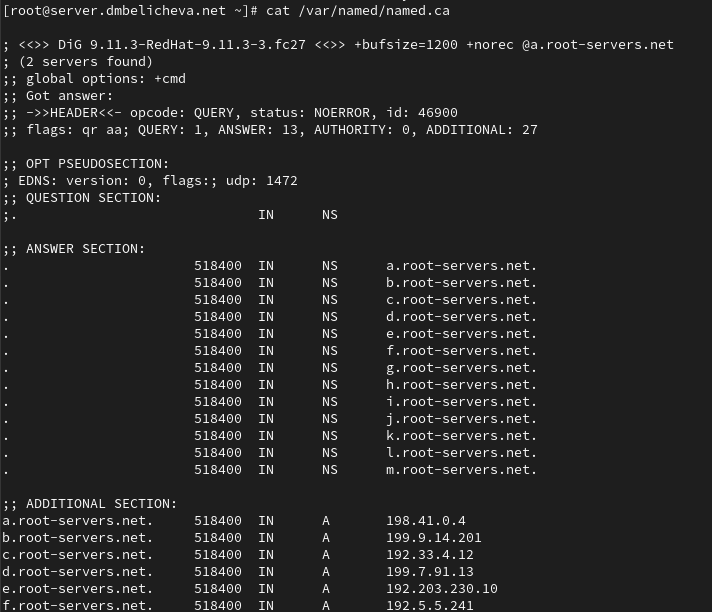 [root@server.dmbelicheva.net ~]# cat /var/named/named.ca
; <<>> DiG 9.11.3-RedHat-9.11.3-3.fc27 <<>> +bufsize=1200 +norec @a.root-servers.net
; (2 servers found)
;; global options: +cmd
;; Got answer:
;; ->>HEADER<<- opcode: QUERY, status: NOERROR, id: 46900
;; flags: qr aa; QUERY: 1, ANSWER: 13, AUTHORITY: 0, ADDITIONAL: 27
;; OPT PSEUDOSECTION:
; EDNS: version: 0, flags:; udp: 1472
;; QUESTION SECTION:
;. IN NS
;; ANSWER SECTION:
. 518400 IN NS a.root-servers.net.
. 518400 IN NS b.root-servers.net.
. 518400 IN NS c.root-servers.net.
. 518400 IN NS d.root-servers.net.
. 518400 IN NS e.root-servers.net.
. 518400 IN NS f.root-servers.net.
. 518400 IN NS g.root-servers.net.
. 518400 IN NS h.root-servers.net.
. 518400 IN NS i.root-servers.net.
. 518400 IN NS j.root-servers.net.
. 518400 IN NS k.root-servers.net.
. 518400 IN NS l.root-servers.net.
. 518400 IN NS m.root-servers.net.
;; ADDITIONAL SECTION:
a.root-servers.net. 518400 IN A 198.41.0.4
b.root-servers.net. 518400 IN A 199.9.14.201
c.root-servers.net. 518400 IN A 192.33.4.12
d.root-servers.net. 518400 IN A 199.7.91.13
e.root-servers.net. 518400 IN A 192.203.230.10
f.root-servers.net. 518400 IN A 192.5.5.241